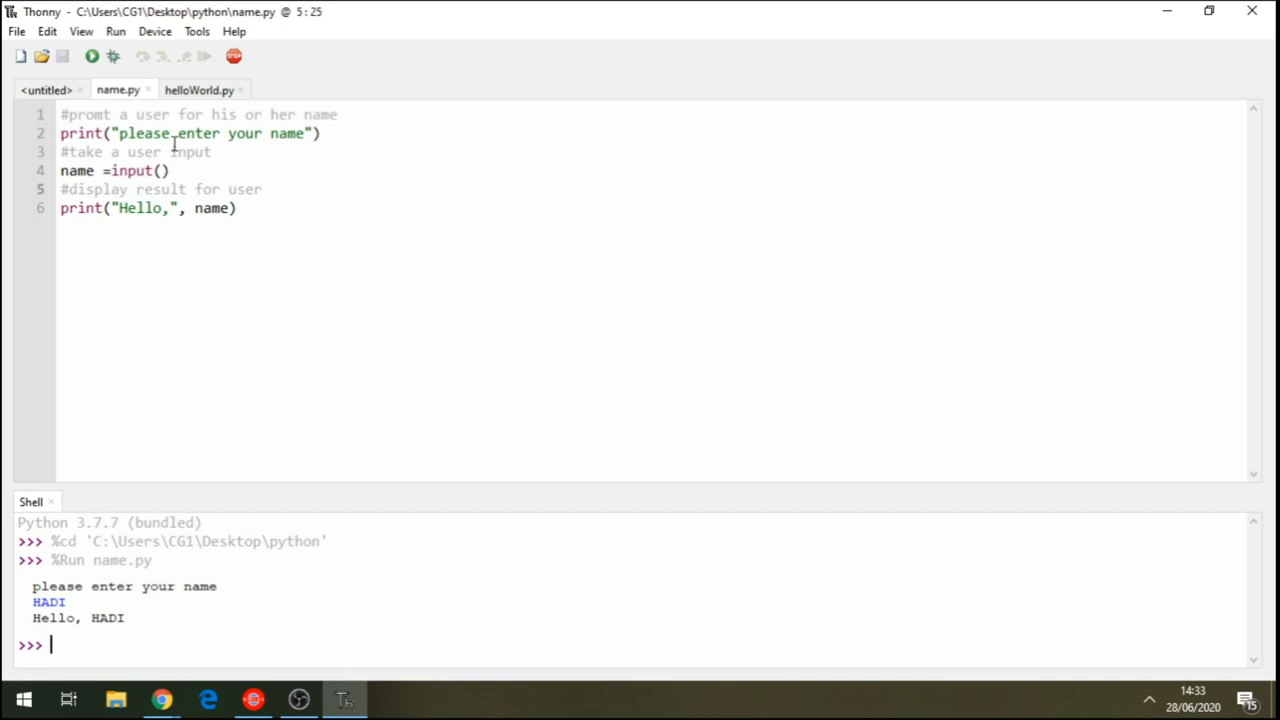 Thonny - C:\Users\CG1\Desktop\python\name.py @ 5:25
File Edit View Run Device Tools Help
STOP
<untitled> × name.py × helloWorld.py ×
1 #promt a user for his or her name
2 print("please enter your name")
3 #take a user input
4 name =input()
5 #display result for user
6 print("Hello,", name)
Shell ×
Python 3.7.7 (bundled)
>>> %cd 'C:\Users\CG1\Desktop\python'
>>> %Run name.py
please enter your name
HADI
Hello, HADI
>>>
14:33
28/06/2020
15